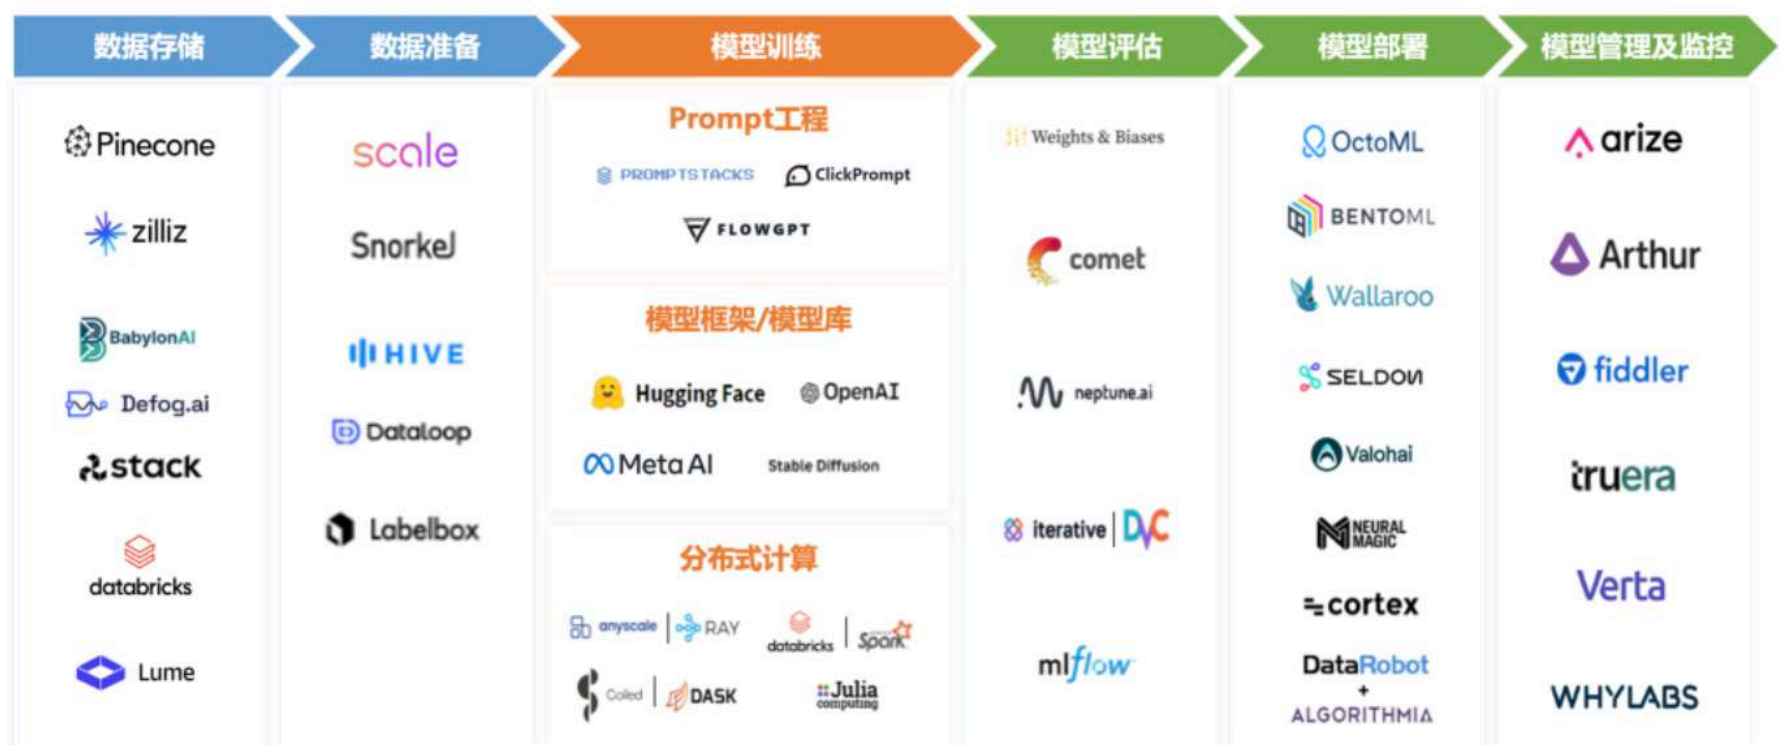 数据存储
数据准备
模型训练
模型评估
模型部署
模型管理及监控
Pinecone
zilliz
BabylonAI
Defog.ai
stack
databricks
Lume
scale
Snorkel
HIVE
Dataloop
Labelbox
Prompt工程
PROMPTSTACKS
ClickPrompt
FLOWGPT
模型框架/模型库
Hugging Face
OpenAI
Meta AI
Stable Diffusion
分布式计算
anyscale
RAY
databricks
Spark
Coiled
DASK
Julia
computing
Weights & Biases
comet
neptune.ai
iterative
DVC
mlflow
OctoML
BENTOML
Wallaroo
SELDON
Valohai
NEURAL
MAGIC
cortex
DataRobot
+
ALGORITHMIA
arize
Arthur
fiddler
truera
Verta
WHYLABS